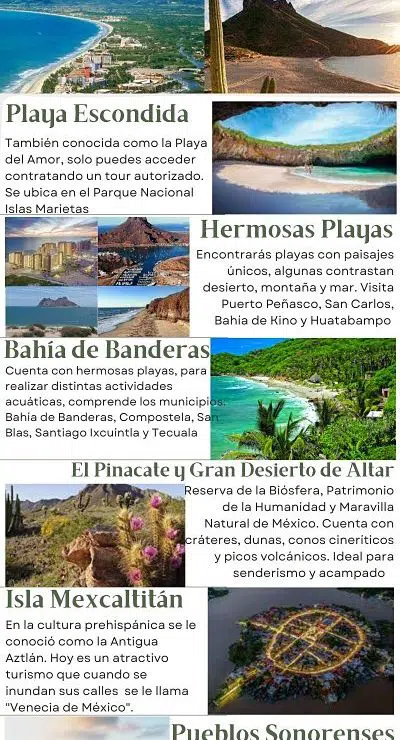 Playa Escondida
También conocida como la Playa
del Amor, solo puedes acceder
contratando un tour autorizado.
Se ubica en el Parque Nacional
Islas Marietas
Hermosas Playas
Encontrarás playas con paisajes
únicos, algunas contrastan
desierto, montaña y mar. Visita
Puerto Peñasco, San Carlos,
Bahía de Kino y Huatabampo
Bahía de Banderas
Cuenta con hermosas playas, para
realizar distintas actividades
acuáticas, comprende los municipios:
Bahía de Banderas, Compostela, San
Blas, Santiago Ixcuintla y Tecuala
El Pinacate y Gran Desierto de Altar
Reserva de la Biósfera, Patrimonio
de la Humanidad y Maravilla
Natural de México. Cuenta con
cráteres, dunas, conos cineríticos
y picos volcánicos. Ideal para
senderismo y acampado
Isla Mexcaltitán
En la cultura prehispánica se le
conoció como la Antigua
Aztlán. Hoy es un atractivo
turismo que cuando se
inundan sus calles se le llama
"Venecia de México".
Pueblos Sonorenses